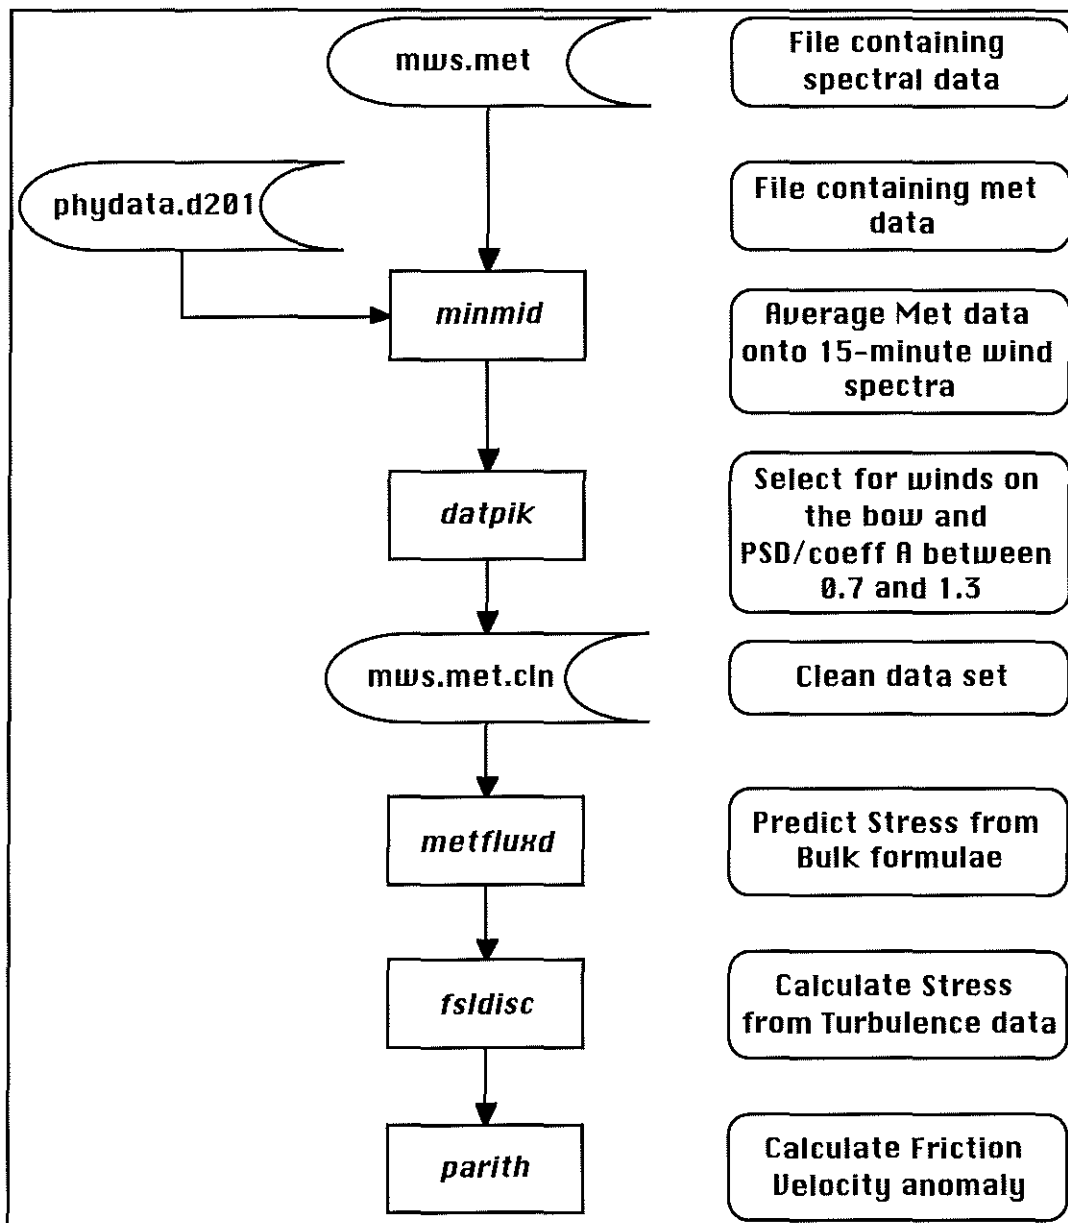 mws.met
File containing
spectral data
phydata.d201
File containing met
data
minmid
Average Met data
onto 15-minute wind
spectra
datpik
Select for winds on
the bow and
PSD/coeff A between
0.7 and 1.3
mws.met.cln
Clean data set
metfluxd
Predict Stress from
Bulk formulae
fsldisc
Calculate Stress
from Turbulence data
parith
Calculate Friction
Velocity anomaly